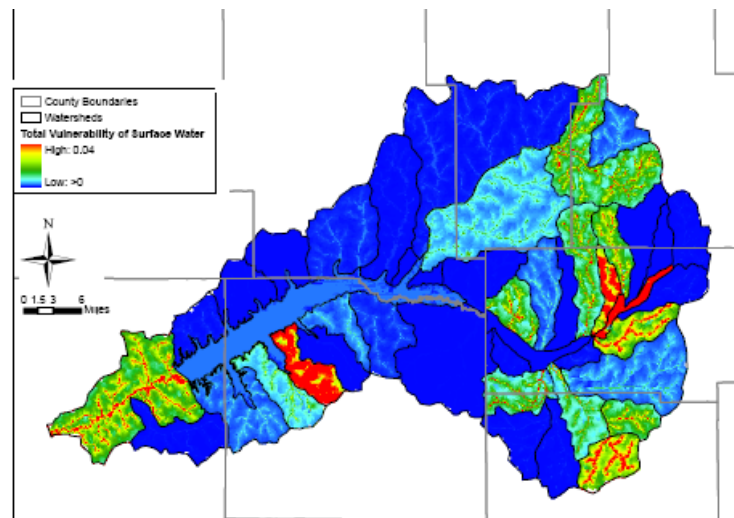 County Boundaries
Watersheds
Total Vulnerability of Surface Water
High: 0.04
Low: >0
N
0 1.5 3 6
Miles